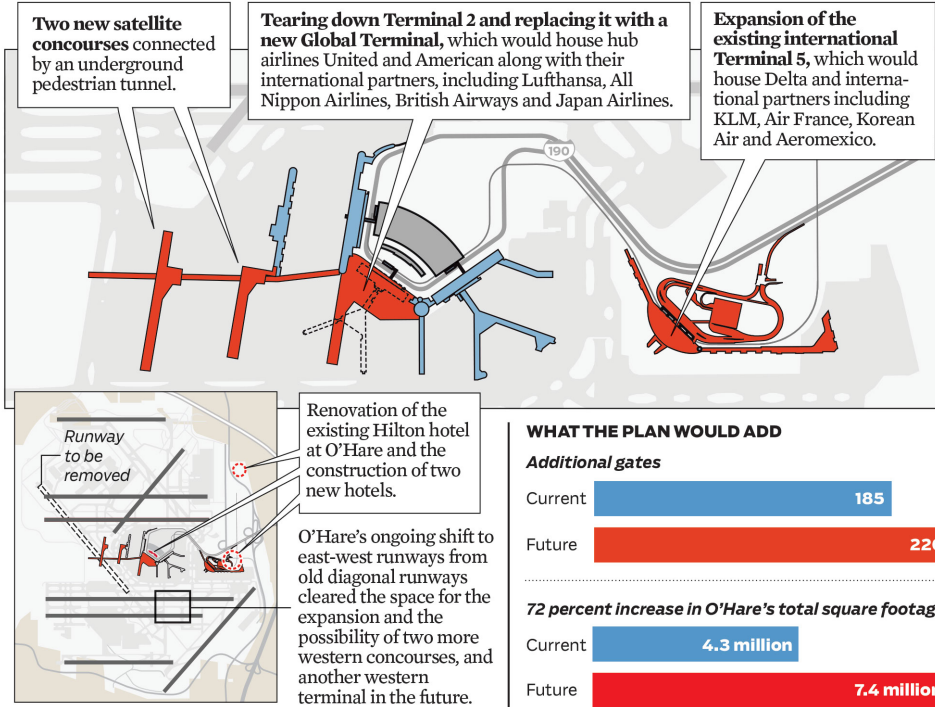 Two new satellite
concourses connected
by an underground
pedestrian tunnel.
Tearing down Terminal 2 and replacing it with a
new Global Terminal, which would house hub
airlines United and American along with their
international partners, including Lufthansa, All
Nippon Airlines, British Airways and Japan Airlines.
Expansion of the
existing international
Terminal 5, which would
house Delta and interna-
tional partners including
KLM, Air France, Korean
Air and Aeromexico.
190
Runway
to be
removed
Renovation of the
existing Hilton hotel
at O’Hare and the
construction of two
new hotels.
O’Hare’s ongoing shift to
east-west runways from
old diagonal runways
cleared the space for the
expansion and the
possibility of two more
western concourses, and
another western
terminal in the future.
WHAT THE PLAN WOULD ADD
Additional gates
Current 185
Future 220
72 percent increase in O’Hare’s total square footag
Current 4.3 million
Future 7.4 million